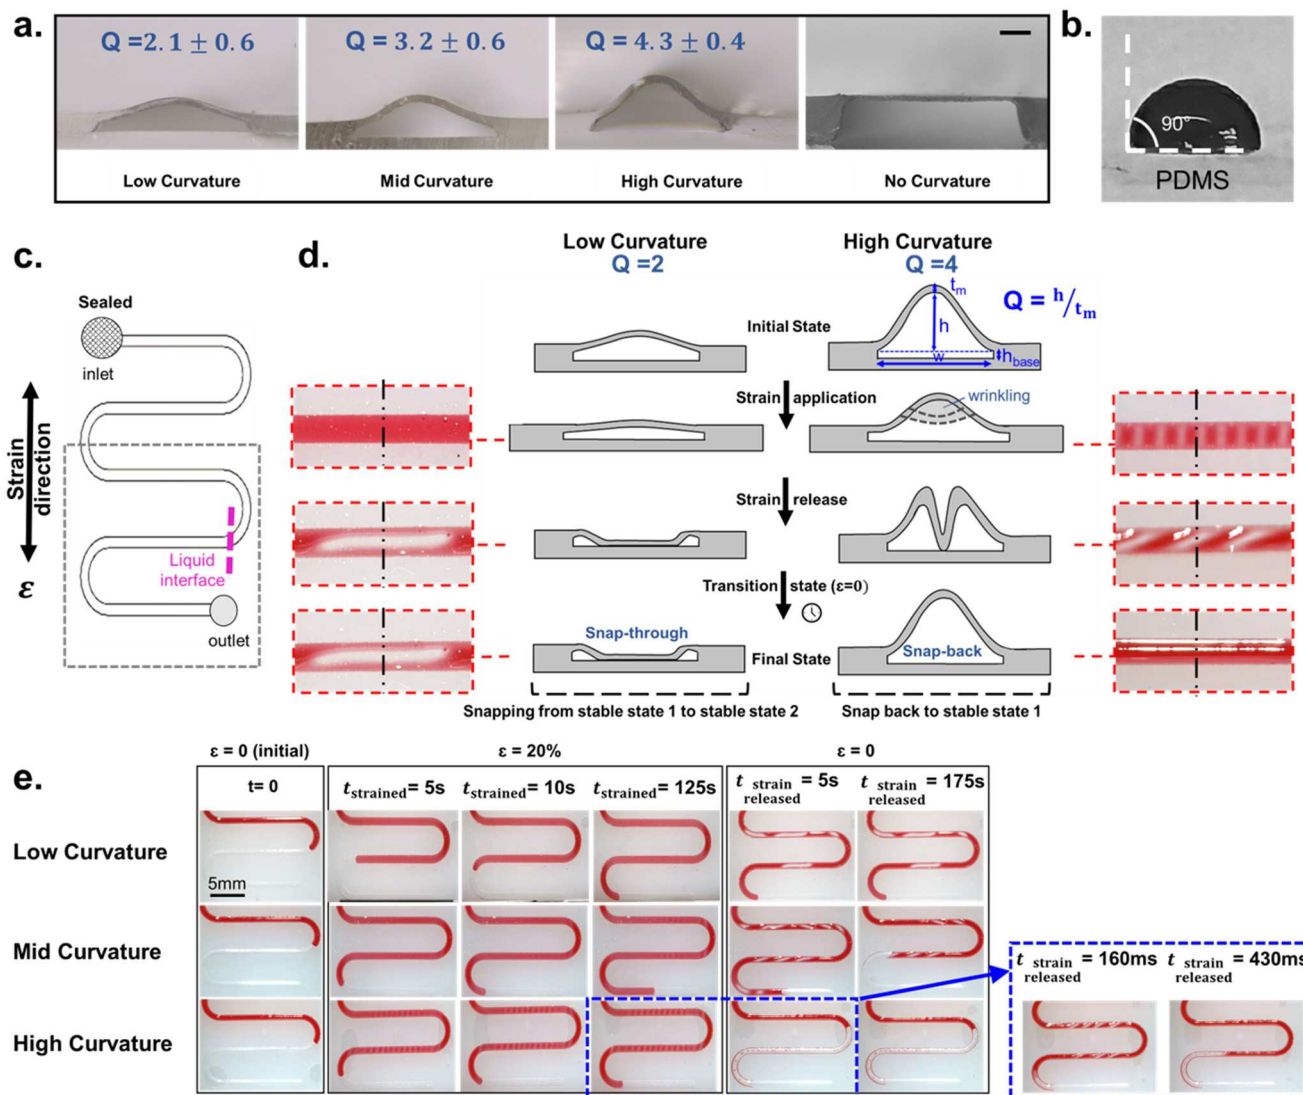 a.
Q =2.1 ± 0.6
Q = 3.2 ± 0.6
Q = 4.3 ± 0.4
Low Curvature
Mid Curvature
High Curvature
No Curvature
b.
90°
PDMS
c.
Sealed
inlet
Strain
direction
ε
Liquid
interface
outlet
d.
Low Curvature
Q =2
High Curvature
Q =4
Q = h/tm
tm
h
w
hbase
Initial State
Strain application
wrinkling
Strain release
Transition state (ε=0)
Snap-through
Final State
Snap-back
Snapping from stable state 1 to stable state 2
Snap back to stable state 1
e.
ε = 0 (initial)
ε = 20%
ε = 0
t= 0
tstrained= 5s
tstrained= 10s
tstrained= 125s
t strain released = 5s
t strain released = 175s
Low Curvature
5mm
Mid Curvature
High Curvature
t strain released = 160ms
t strain released = 430ms